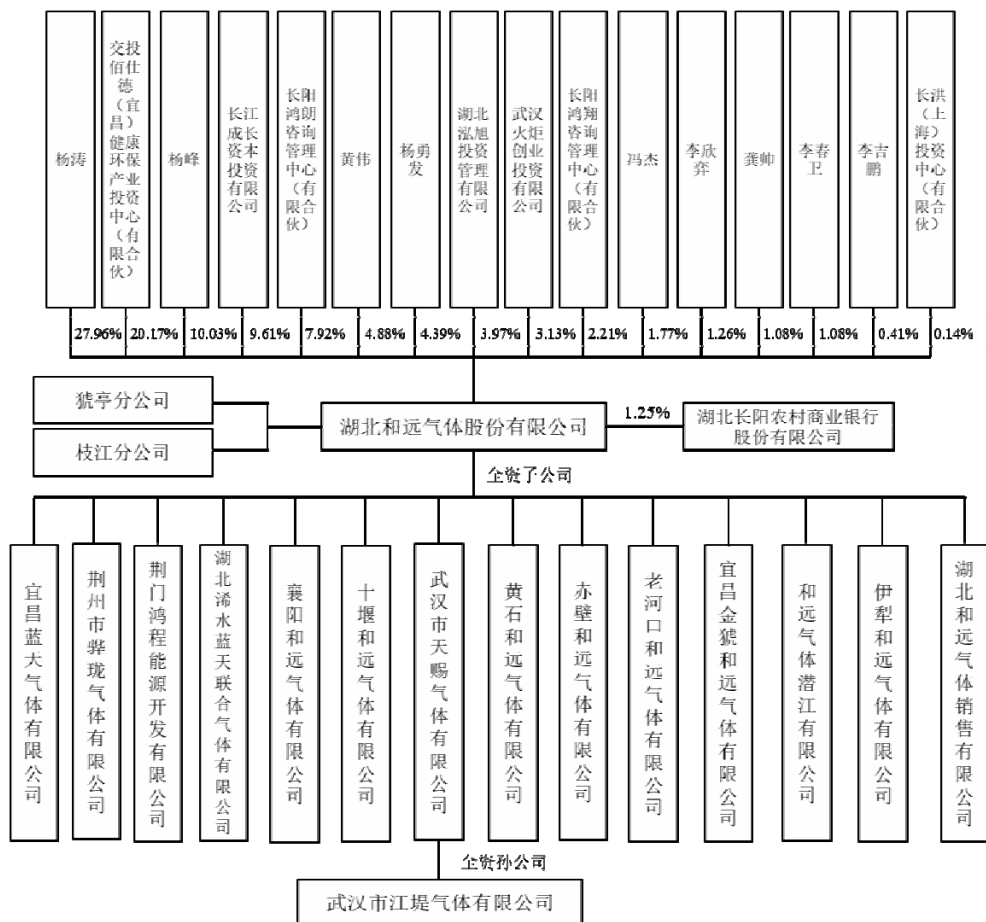 杨涛
交投
佰仕
德
（宜
昌）
健康
环保
产业
投资
中心
（有
限合
伙）
杨峰
长江
成长
资本
投资
有限
公司
长阳
鸿朗
咨询
管理
中心
（有
限合
伙）
黄伟
杨勇
发
湖北
泓旭
投资
管理
有限
公司
武汉
火炬
创业
投资
有限
公司
长阳
鸿翔
咨询
管理
中心
（有
限合
伙）
冯杰
李欣
弈
龚帅
李春
卫
李吉
鹏
长洪
（上
海）投
资中
心（有
限合
伙）
27.96% 20.17% 10.03% 9.61% 7.92% 4.88% 4.39% 3.97% 3.13% 2.21% 1.77% 1.26% 1.08% 1.08% 0.41% 0.14%
猇亭分公司
枝江分公司
湖北和远气体股份有限公司
1.25%
湖北长阳农村商业银行
股份有限公司
全资子公司
宜昌蓝天气体有限公司
荆州市骅珑气体有限公司
荆门鸿程能源开发有限公司
湖北浠水蓝天联合气体有限公司
襄阳和远气体有限公司
十堰和远气体有限公司
武汉市天赐气体有限公司
黄石和远气体有限公司
赤壁和远气体有限公司
老河口和远气体有限公司
宜昌金猇和远气体有限公司
和远气体潜江有限公司
伊犁和远气体有限公司
湖北和远气体销售有限公司
全资孙公司
武汉市江堤气体有限公司